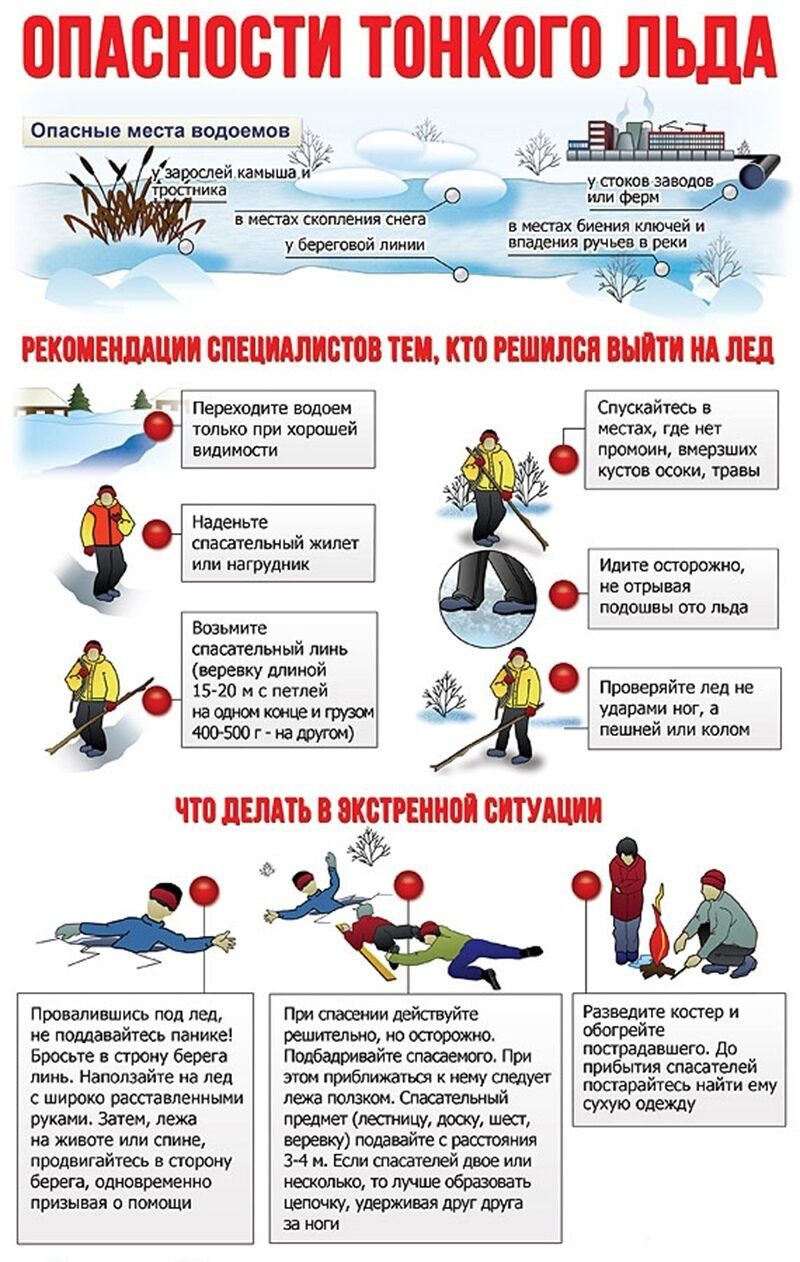 ОПАСНОСТИ ТОНКОГО ЛЬДА
Опасные места водоемов
у зарослей камыша и
тростника
в местах скопления снега
у береговой линии
у стоков заводов
или ферм
в местах биения ключей и
впадения ручьев в реки
РЕКОМЕНДАЦИИ СПЕЦИАЛИСТОВ ТЕМ, КТО РЕШИЛСЯ ВЫЙТИ НА ЛЕД
Переходите водоем
только при хорошей
видимости
Наденьте
спасательный жилет
или нагрудник
Возьмите
спасательный линь
(веревку длиной
15-20 м с петлей
на одном конце и грузом
400-500 г - на другом)
Спускайтесь в
местах, где нет
промоин, вмерзших
кустов осоки, травы
Идите осторожно,
не отрывая
подошвы ото льда
Проверяйте лед не
ударами ног, а
пешней или колом
ЧТО ДЕЛАТЬ В ЭКСТРЕННОЙ СИТУАЦИИ
Провалившись под лед,
не поддавайтесь панике!
Бросьте в сторону берега
линь. Наползайте на лед
с широко расставленными
руками. Затем, лежа
на животе или спине,
продвигайтесь в сторону
берега, одновременно
призывая о помощи
При спасении действуйте
решительно, но осторожно.
Подбадривайте спасаемого. При
этом приближаться к нему следует
лежа ползком. Спасательный
предмет (лестницу, доску, шест,
веревку) подавайте с расстояния
3-4 м. Если спасателей двое или
несколько, то лучше образовать
цепочку, удерживая друг друга
за ноги
Разведите костер и
обогрейте
пострадавшего. До
прибытия спасателей
постарайтесь найти ему
сухую одежду